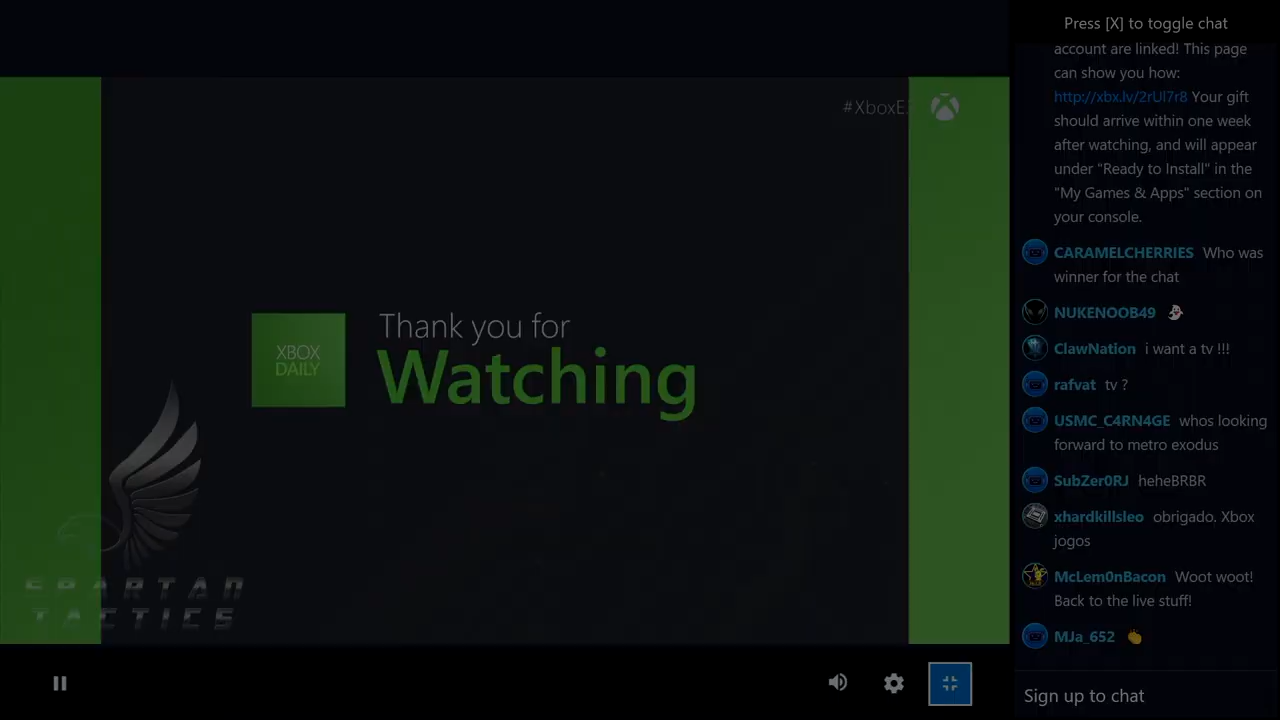 Press [X] to toggle chat
account are linked! This page
can show you how:
http://xbx.lv/2rUl7r8 Your gift
should arrive within one week
after watching, and will appear
under "Ready to Install" in the
"My Games & Apps" section on
your console.
CARAMELCHERRIES Who was
winner for the chat
NUKENOOB49
ClawNation i want a tv !!!
rafvat tv ?
USMC_C4RN4GE whos looking
forward to metro exodus
SubZer0RJ heheBRBR
xhardkillsleo obrigado. Xbox
jogos
McLem0nBacon Woot woot!
Back to the live stuff!
MJa_652
Sign up to chat
#XboxE
XBOX
DAILY
Thank you for
Watching
SPARTAN
TACTICS